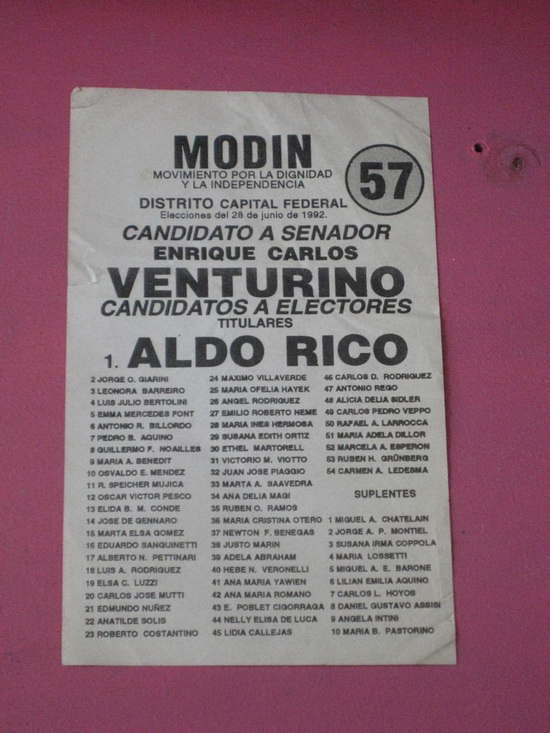 MODIN
MOVIMIENTO POR LA DIGNIDAD
Y LA INDEPENDENCIA
57
DISTRITO CAPITAL FEDERAL
Elecciones del 28 de junio de 1992.
CANDIDATO A SENADOR
ENRIQUE CARLOS
VENTURINO
CANDIDATOS A ELECTORES
TITULARES
1. ALDO RICO
2 JORGE O. GIARINI
3 LEONORA BARREIRO
4 LUIS JULIO BERTOLINI
5 EMMA MERCEDES FONT
6 ANTONIO R. BILLORDO
7 PEDRO B. AQUINO
8 GUILLERMO F. NOAILLES
9 MARIA A. BENEDIT
10 OSVALDO E. MENDEZ
11 R. SPEICHER MUJICA
12 OSCAR VICTOR PESCO
13 ELIDA B. M. CONDE
14 JOSE DE GENNARO
15 MARTA ELSA GOMEZ
16 EDUARDO SANGUINETTI
17 ALBERTO N. PETTINARI
18 LUIS A. RODRIGUEZ
19 ELSA C. LUZZI
20 CARLOS JOSE MUTTI
21 EDMUNDO NUÑEZ
22 ANATILDE SOLIS
23 ROBERTO COSTANTINO
24 MAXIMO VILLAVERDE
25 MARIA OFELIA HAYEK
26 ANGEL RODRIGUEZ
27 EMILIO ROBERTO NEME
28 MARIA INES HERMOSA
29 SUSANA EDITH ORTIZ
30 ETHEL MARTORELL
31 VICTORIO M. VIOTTO
32 JUAN JOSE PIAGGIO
33 MARTA A. SAAVEDRA
34 ANA DELIA MAGI
35 RUBEN O. RAMOS
36 MARIA CRISTINA OTERO
37 NEWTON F. BENEGAS
38 JUSTO MARIN
39 ADELA ABRAHAM
40 HEBE N. VERONELLI
41 ANA MARIA YAWIEN
42 ANA MARIA ROMANO
43 E. POBLET CIGORRAGA
44 NELLY ELISA DE LUCA
45 LIDIA CALLEJAS
46 CARLOS D. RODRIGUEZ
47 ANTONIO REGO
48 ALICIA DELIA SIDLER
49 CARLOS PEDRO VEPPO
50 RAFAEL A. LARROCCA
51 MARIA ADELA DILLOR
52 MARCELA A. ESPERON
53 RUBEN H. GRÜNBERG
54 CARMEN A. LEDESMA
SUPLENTES
1 MIGUEL A. CHATELAIN
2 JORGE A. P. MONTIEL
3 SUSANA IRMA COPPOLA
4 MARIA LOSSETTI
5 MIGUEL A. E. BARONE
6 LILIAN EMILIA AQUINO
7 CARLOS L. HOYOS
8 DANIEL GUSTAVO ASSISI
9 ANGELA INTINI
10 MARIA B. PASTORINO